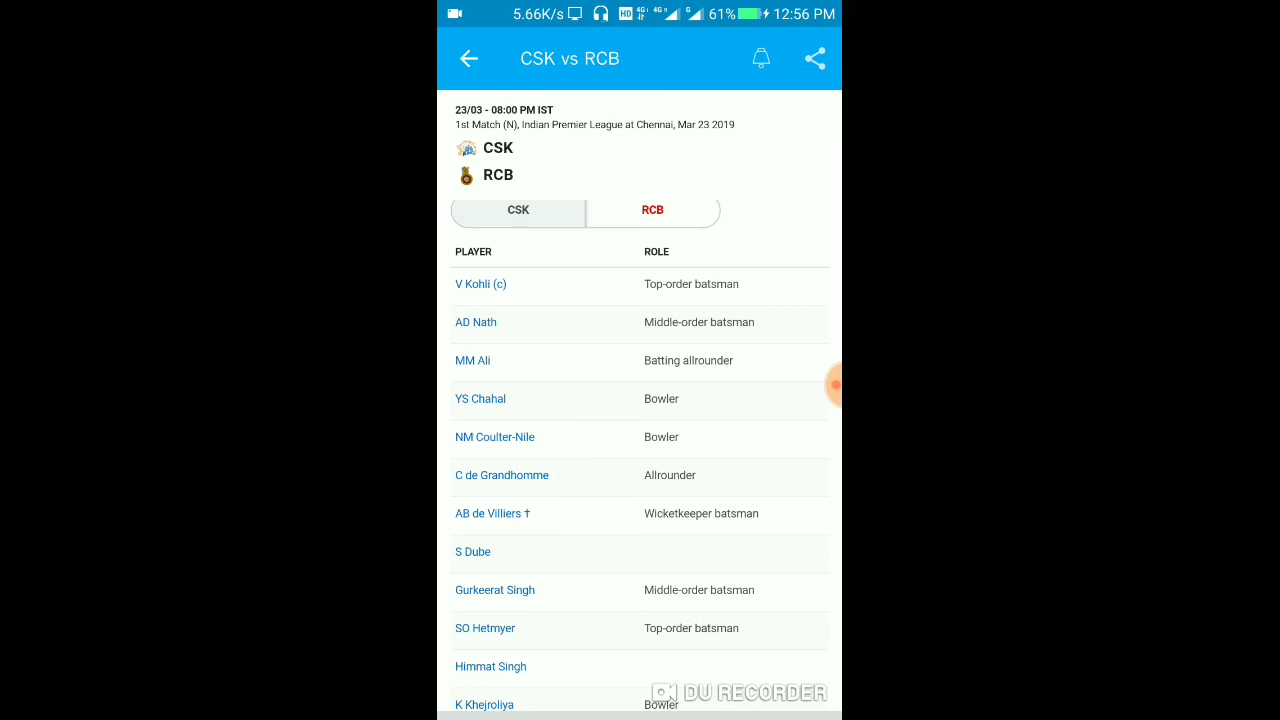 5.66K/s HD 4G 4G G 61% 12:56 PM
CSK vs RCB
23/03 - 08:00 PM IST
1st Match (N), Indian Premier League at Chennai, Mar 23 2019
CSK
RCB
CSK RCB
PLAYER ROLE
V Kohli (c) Top-order batsman
AD Nath Middle-order batsman
MM Ali Batting allrounder
YS Chahal Bowler
NM Coulter-Nile Bowler
C de Grandhomme Allrounder
AB de Villiers † Wicketkeeper batsman
S Dube
Gurkeerat Singh Middle-order batsman
SO Hetmyer Top-order batsman
Himmat Singh
DU RECORDER
K Khejroliya Bowler